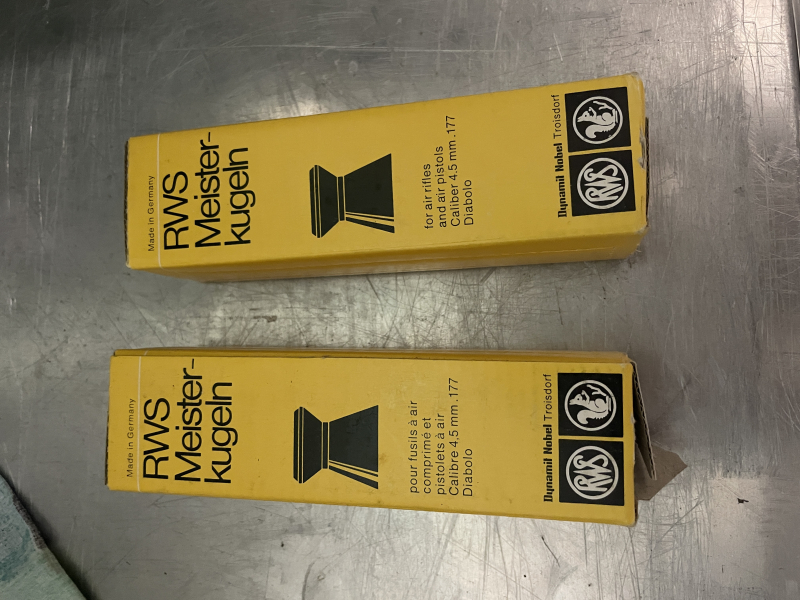 Made in Germany
RWS
Meister-
kugeln
for air rifles
and air pistols
Caliber 4.5 mm .177
Diabolo
Dynamit Nobel Troisdorf
RWS
Made in Germany
RWS
Meister-
kugeln
pour fusils à air
comprimé et
pistolets à air
Calibre 4.5 mm .177
Diabolo
Dynamit Nobel Troisdorf
RWS